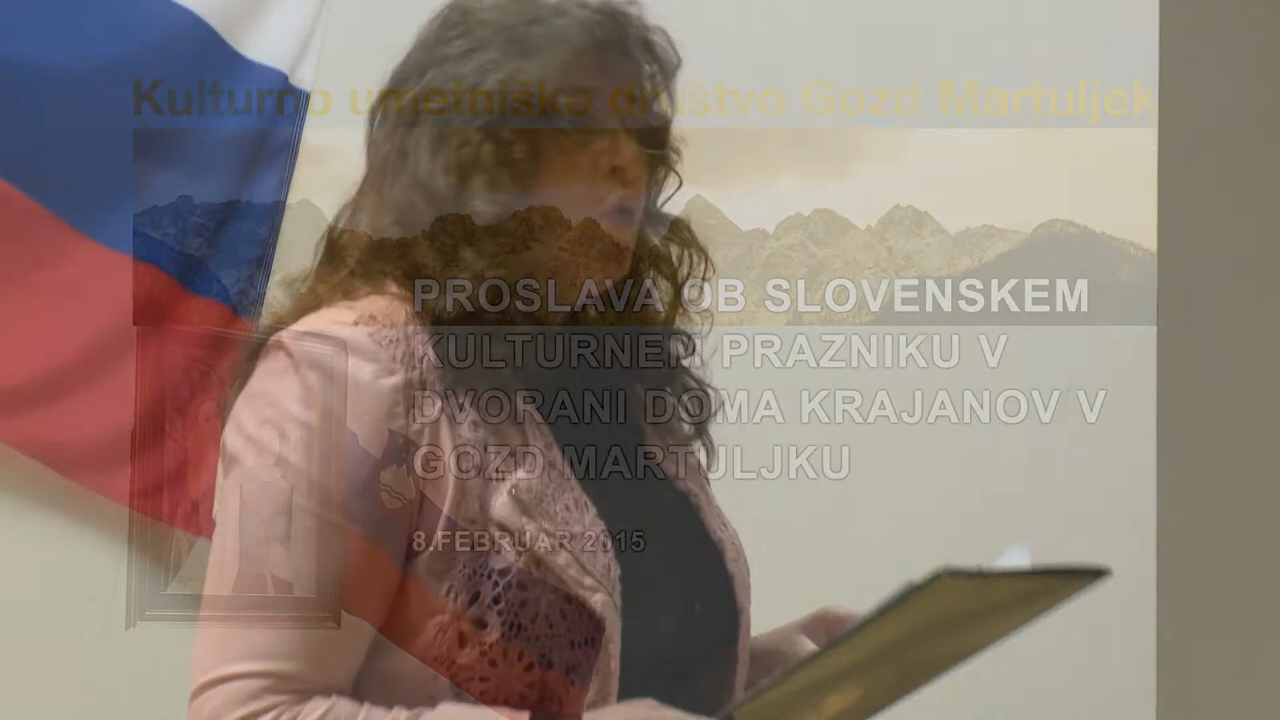 Kulturno umetniško društvo Gozd Martuljek
PROSLAVA OB SLOVENSKEM
KULTURNEM PRAZNIKU V
DVORANI DOMA KRAJANOV V
GOZD MARTULJKU
8.FEBRUAR 2015